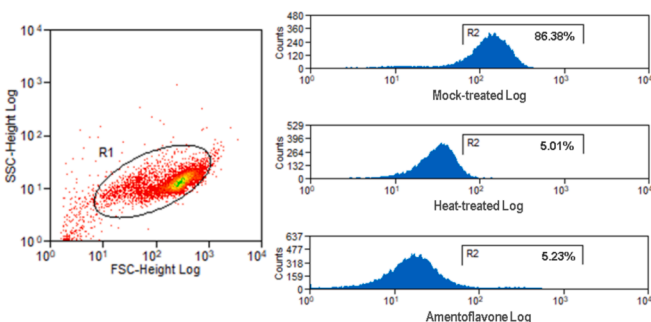 10⁴
10³
10²
10¹
10⁰
SSC-Height Log
R1
10⁰ 10¹ 10² 10³ 10⁴
FSC-Height Log
480
360
240
120
0
Counts
R2 86.38%
10⁰ 10¹ 10² 10³ 10⁴
Mock-treated Log
529
396
264
132
0
Counts
R2 5.01%
10⁰ 10¹ 10² 10³ 10⁴
Heat-treated Log
637
477
318
159
0
Counts
R2 5.23%
10⁰ 10¹ 10² 10³ 10⁴
Amentoflavone Log